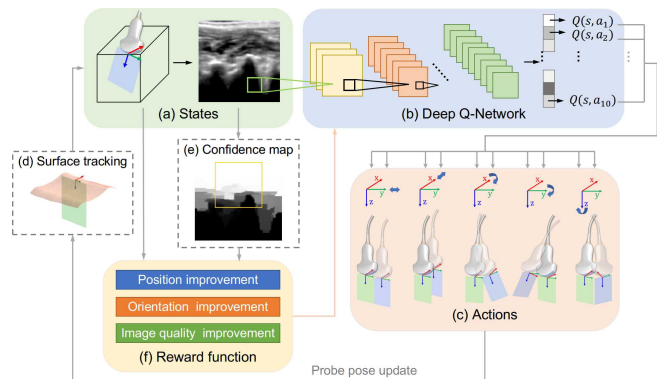 (a) States
Q(s,a₁)
Q(s,a₂)
Q(s,a₁₀)
(b) Deep Q-Network
(d) Surface tracking
(e) Confidence map
x
y
z
x
y
z
x
y
z
x
y
z
x
y
z
(c) Actions
Position improvement
Orientation improvement
Image quality improvement
(f) Reward function
Probe pose update